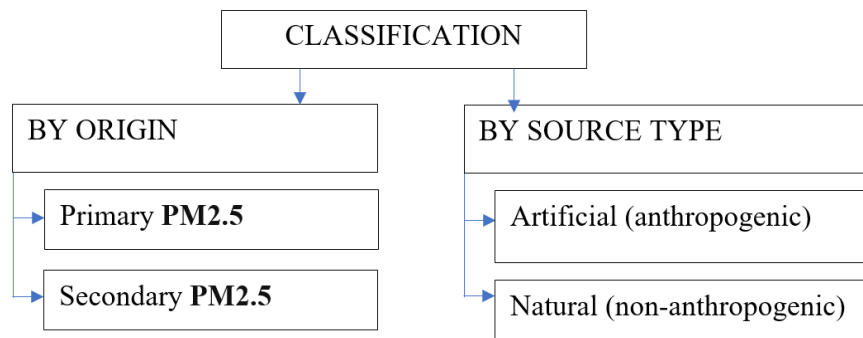 CLASSIFICATION
BY ORIGIN
Primary PM2.5
Secondary PM2.5
BY SOURCE TYPE
Artificial (anthropogenic)
Natural (non-anthropogenic)